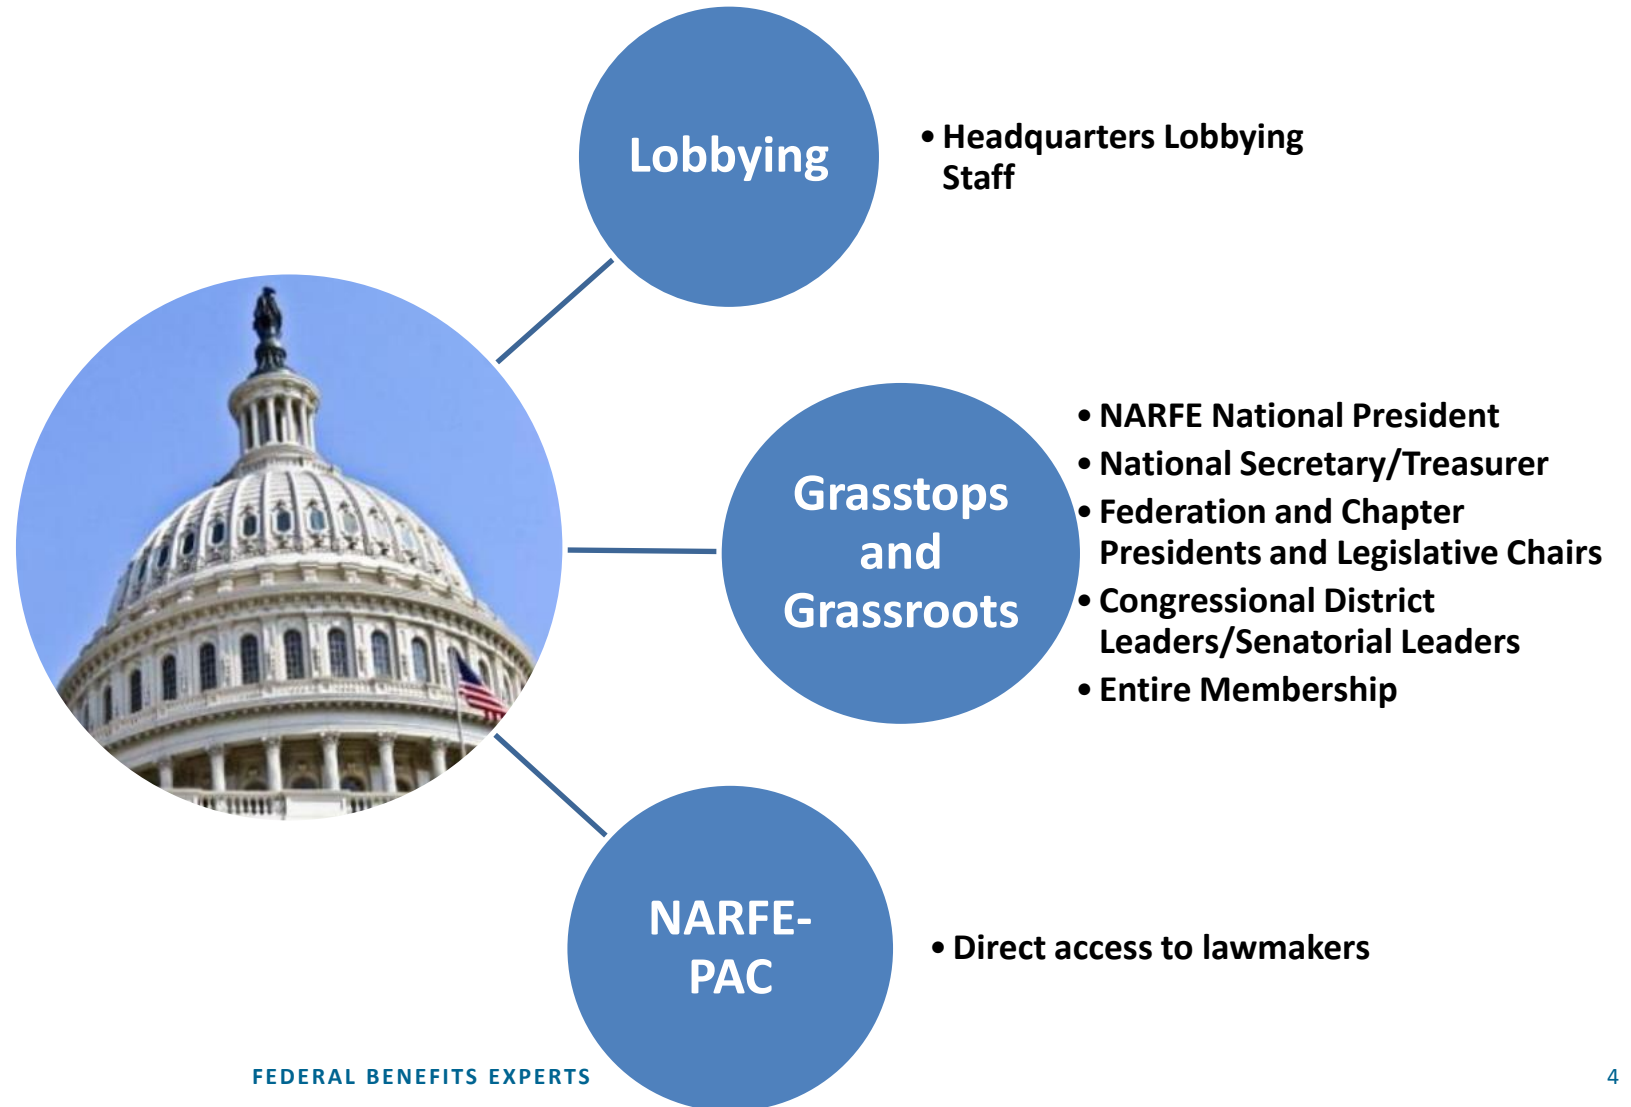 Lobbying
• Headquarters Lobbying
Staff
Grasstops
and
Grassroots
• NARFE National President
• National Secretary/Treasurer
• Federation and Chapter
Presidents and Legislative Chairs
• Congressional District
Leaders/Senatorial Leaders
• Entire Membership
NARFE-
PAC
• Direct access to lawmakers
FEDERAL BENEFITS EXPERTS
4